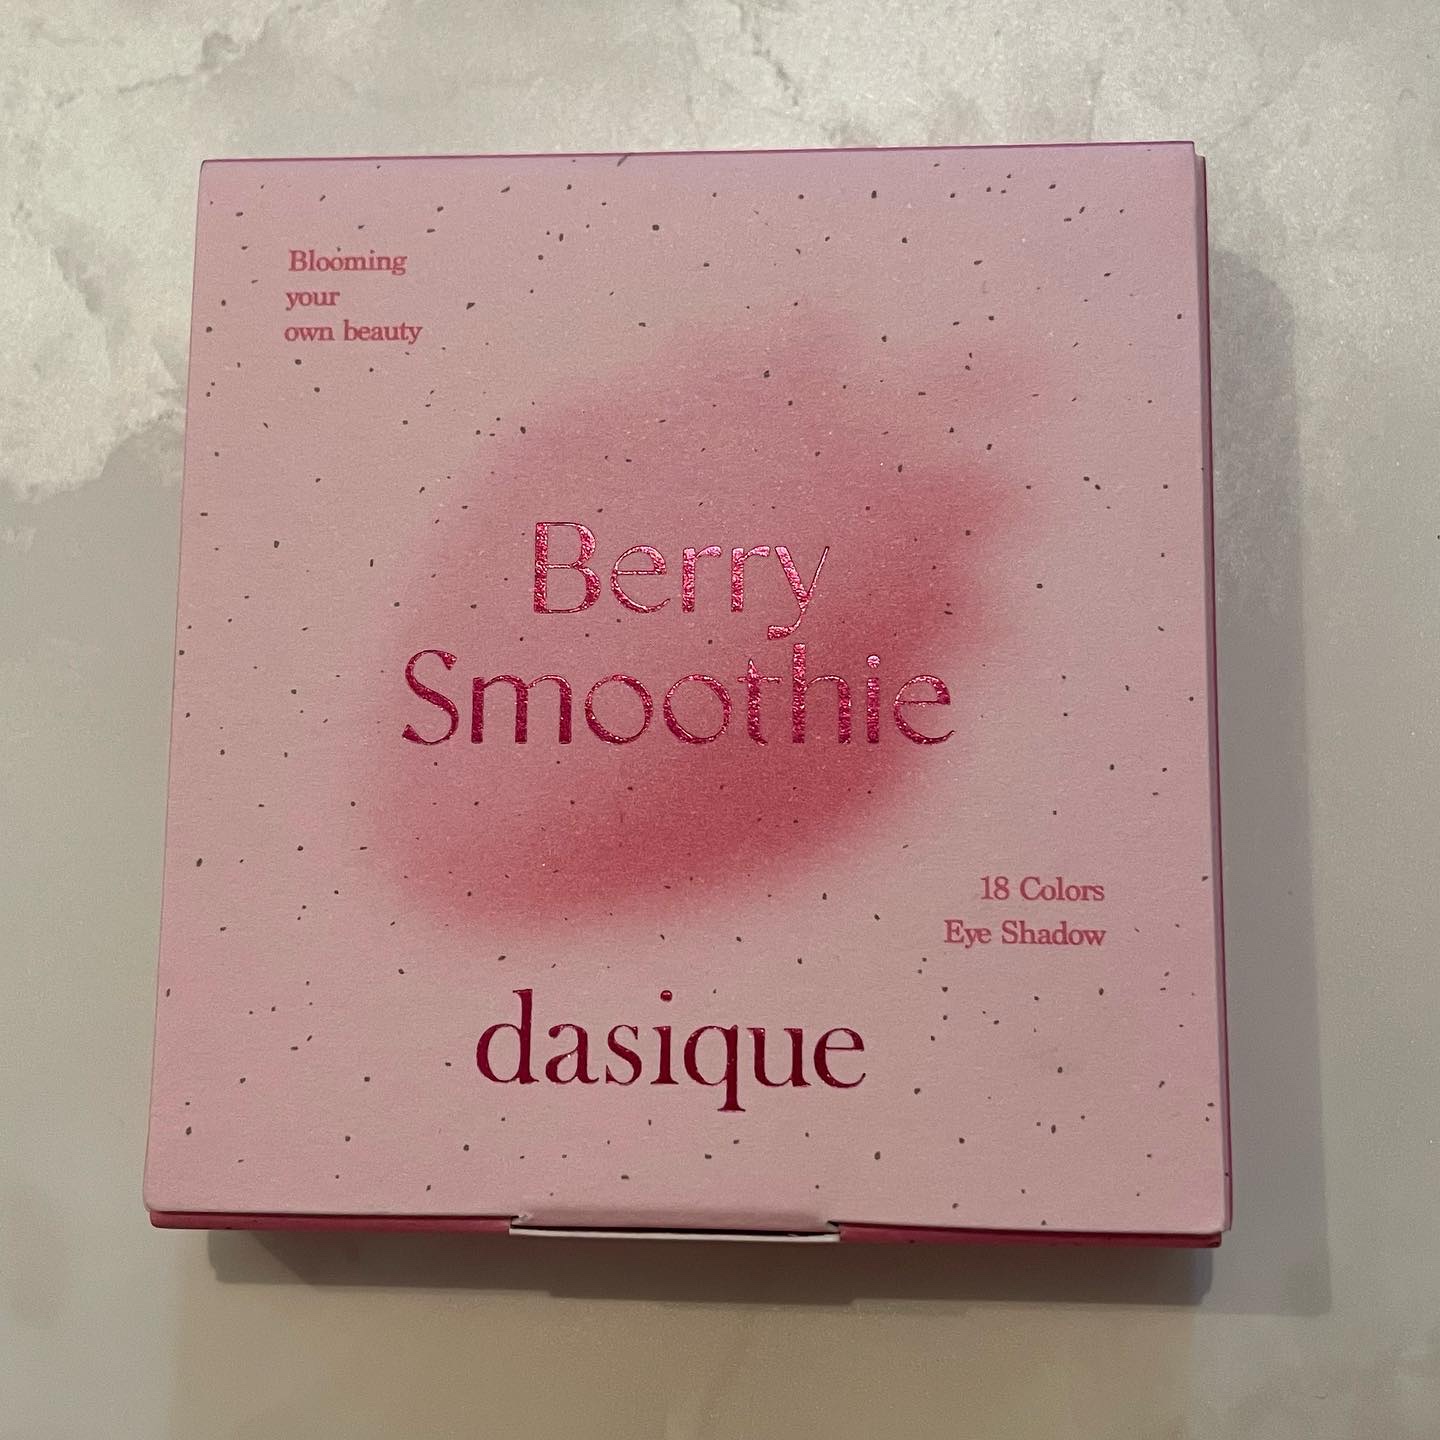 Blooming
your
own beauty
Berry
Smoothie
18 Colors
Eye Shadow
dasique